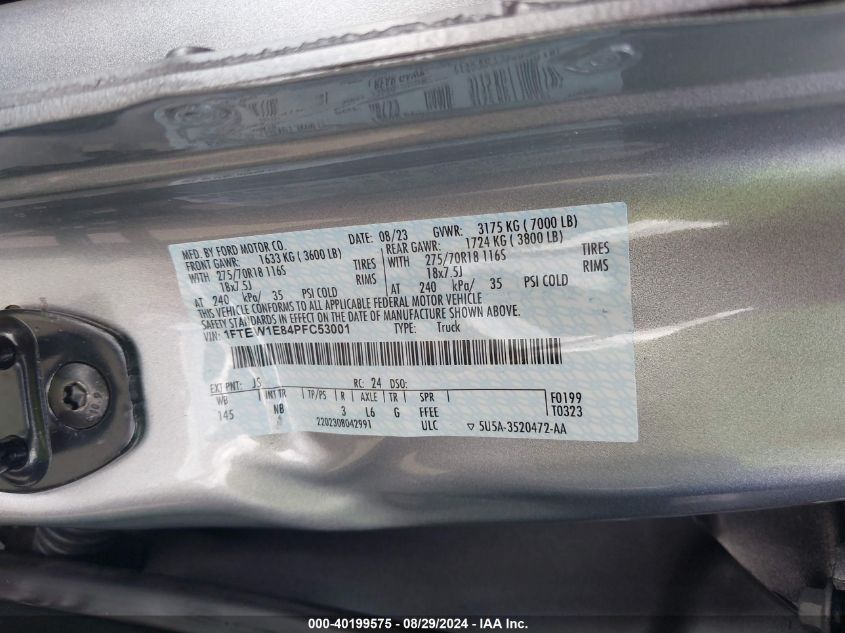 MFD. BY FORD MOTOR CO.
DATE: 08/23 GVWR: 3175 KG ( 7000 LB)
FRONT GAWR: 1633 KG ( 3600 LB) REAR GAWR: 1724 KG ( 3800 LB)
WITH 275/70R18 116S TIRES WITH 275/70R18 116S TIRES
18x7.5J RIMS 18x7.5J RIMS
AT 240 kPa/ 35 PSI COLD AT 240 kPa/ 35 PSI COLD
THIS VEHICLE CONFORMS TO ALL APPLICABLE FEDERAL MOTOR VEHICLE
SAFETY STANDARDS IN EFFECT ON THE DATE OF MANUFACTURE SHOWN ABOVE.
VIN: 1FTEW1E84PFC53001 TYPE: Truck
EXT PNT: JS RC: 24 DSO:
WB INT TR TP/PS R AXLE TR SPR F0199
145 NB 3 L6 G FFEE T0323
2202308042991 ULC ▽ 5U5A-3520472-AA
000-40199575 - 08/29/2024 - IAAI.com